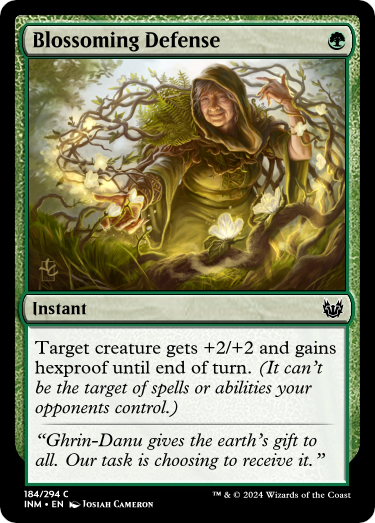 Blossoming Defense
Instant
Target creature gets +2/+2 and gains
hexproof until end of turn. (It can't
be the target of spells or abilities your
opponents control.)
“Ghrin-Danu gives the earth's gift to
all. Our task is choosing to receive it.”
184/294 C
INM • EN Josiah Cameron
™ & © 2024 Wizards of the Coast